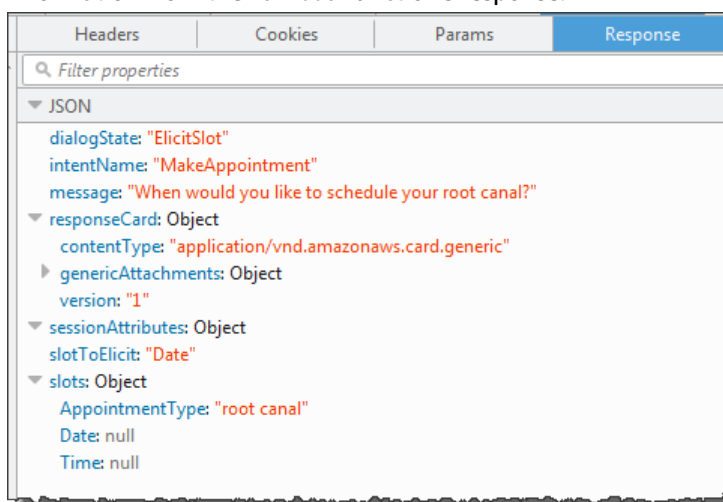 Headers Cookies Params Response
Filter properties
JSON
dialogState: "ElicitSlot"
intentName: "MakeAppointment"
message: "When would you like to schedule your root canal?"
responseCard: Object
contentType: "application/vnd.amazonaws.card.generic"
genericAttachments: Object
version: "1"
sessionAttributes: Object
slotToElicit: "Date"
slots: Object
AppointmentType: "root canal"
Date: null
Time: null